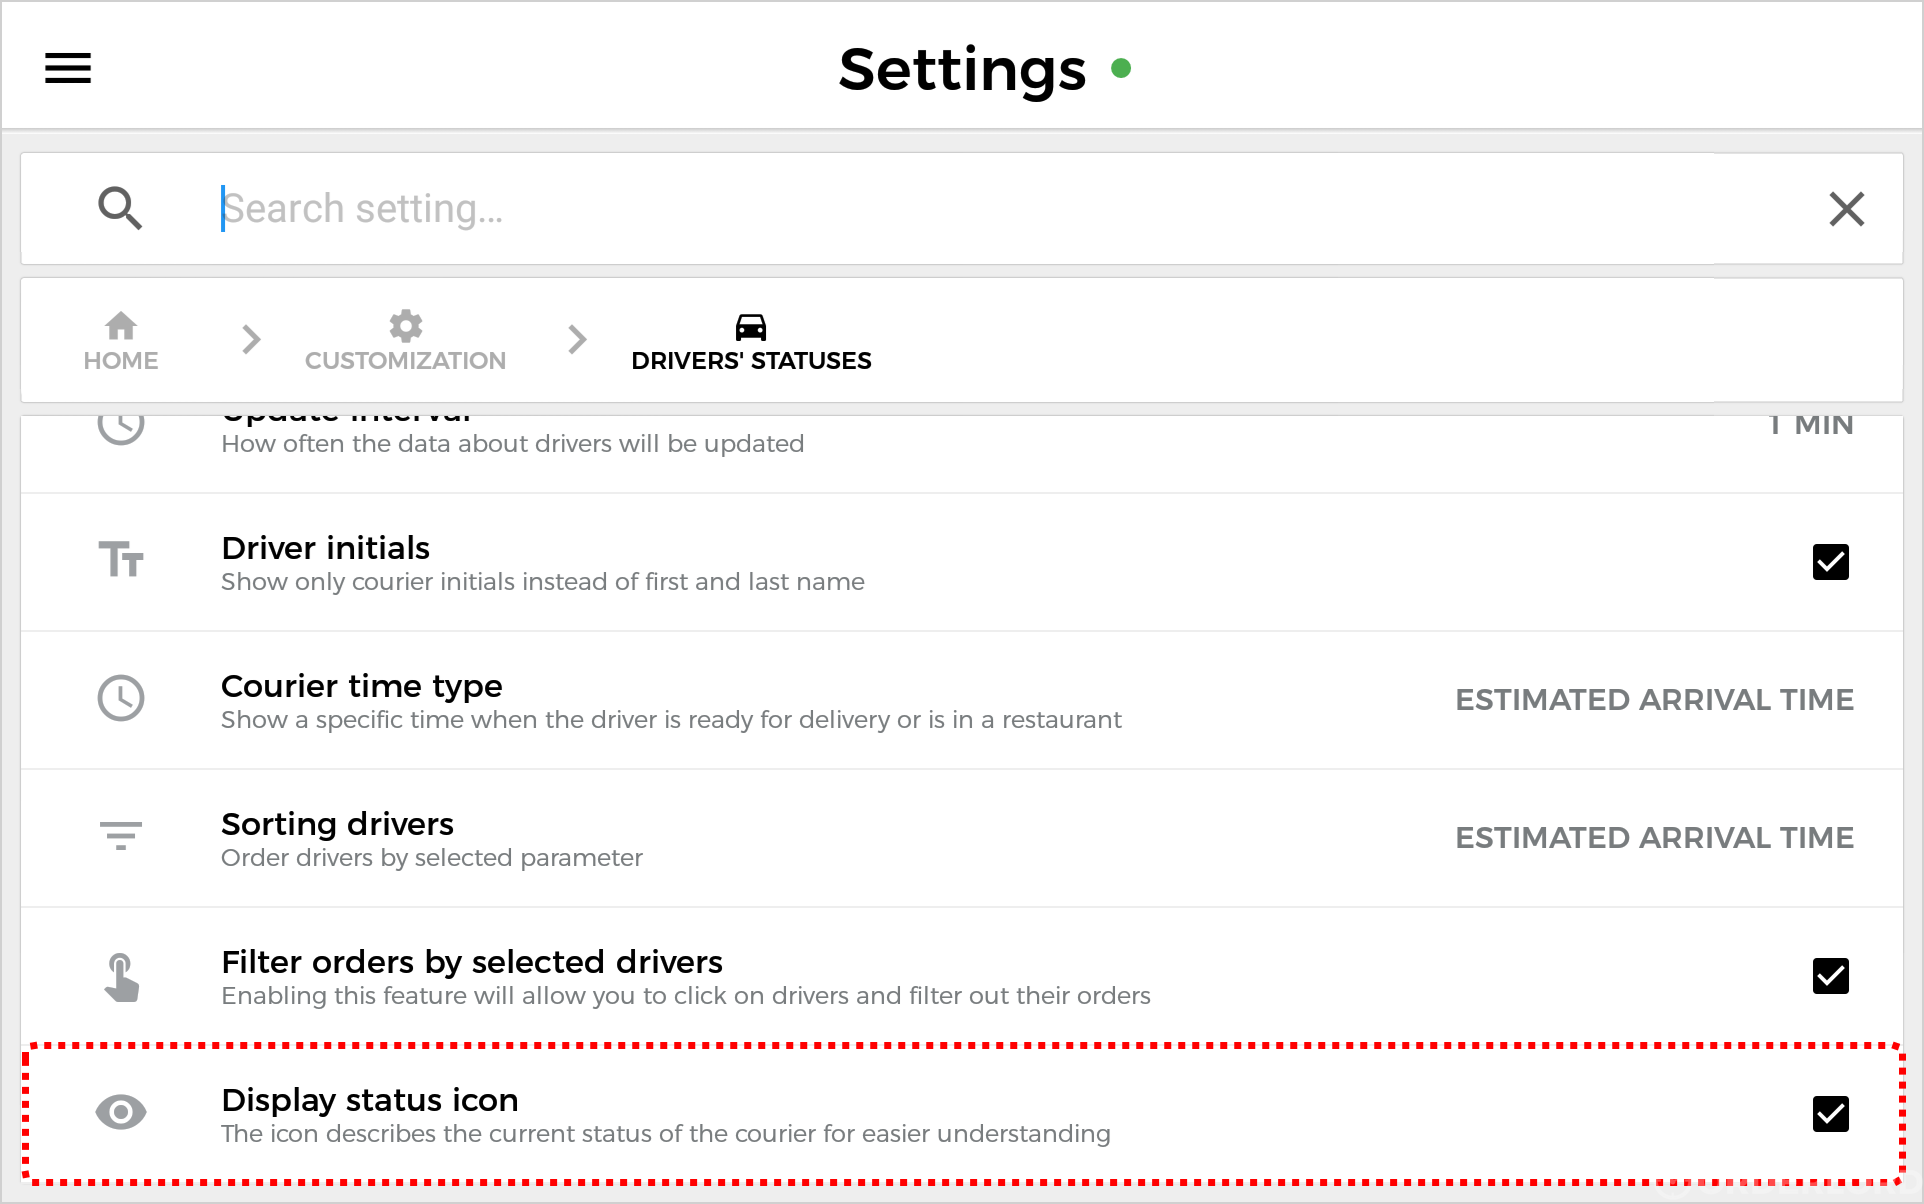 Settings
Search setting...
HOME
CUSTOMIZATION
DRIVERS' STATUSES
Update interval
1 MIN
How often the data about drivers will be updated
Driver initials
Show only courier initials instead of first and last name
Courier time type
Show a specific time when the driver is ready for delivery or is in a restaurant
ESTIMATED ARRIVAL TIME
Sorting drivers
Order drivers by selected parameter
ESTIMATED ARRIVAL TIME
Filter orders by selected drivers
Enabling this feature will allow you to click on drivers and filter out their orders
Display status icon
The icon describes the current status of the courier for easier understanding